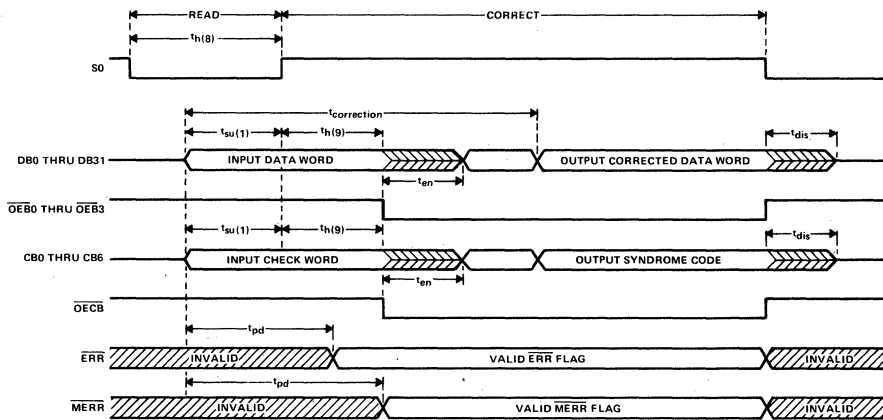 READ
CORRECT
th(8)
S0
tcorrection
tsu(1)
th(9)
tdis
DB0 THRU DB31
INPUT DATA WORD
OUTPUT CORRECTED DATA WORD
ten
OEB0 THRU OEB3
tsu(1)
th(9)
tdis
CB0 THRU CB6
INPUT CHECK WORD
OUTPUT SYNDROME CODE
ten
OECB
tpd
ERR
INVALID
VALID ERR FLAG
INVALID
tpd
MERR
INVALID
VALID MERR FLAG
INVALID